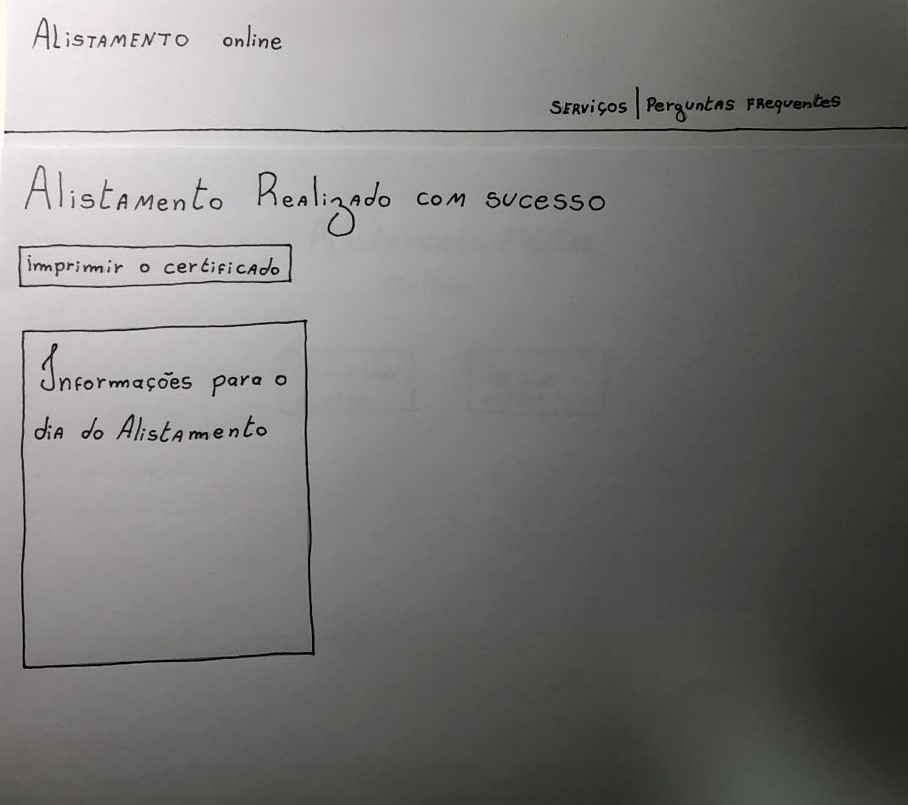 Alistamento online
Serviços | Perguntas Frequentes
Alistamento Realizado com sucesso
imprimir o certificado
Informações para o
dia do Alistamento